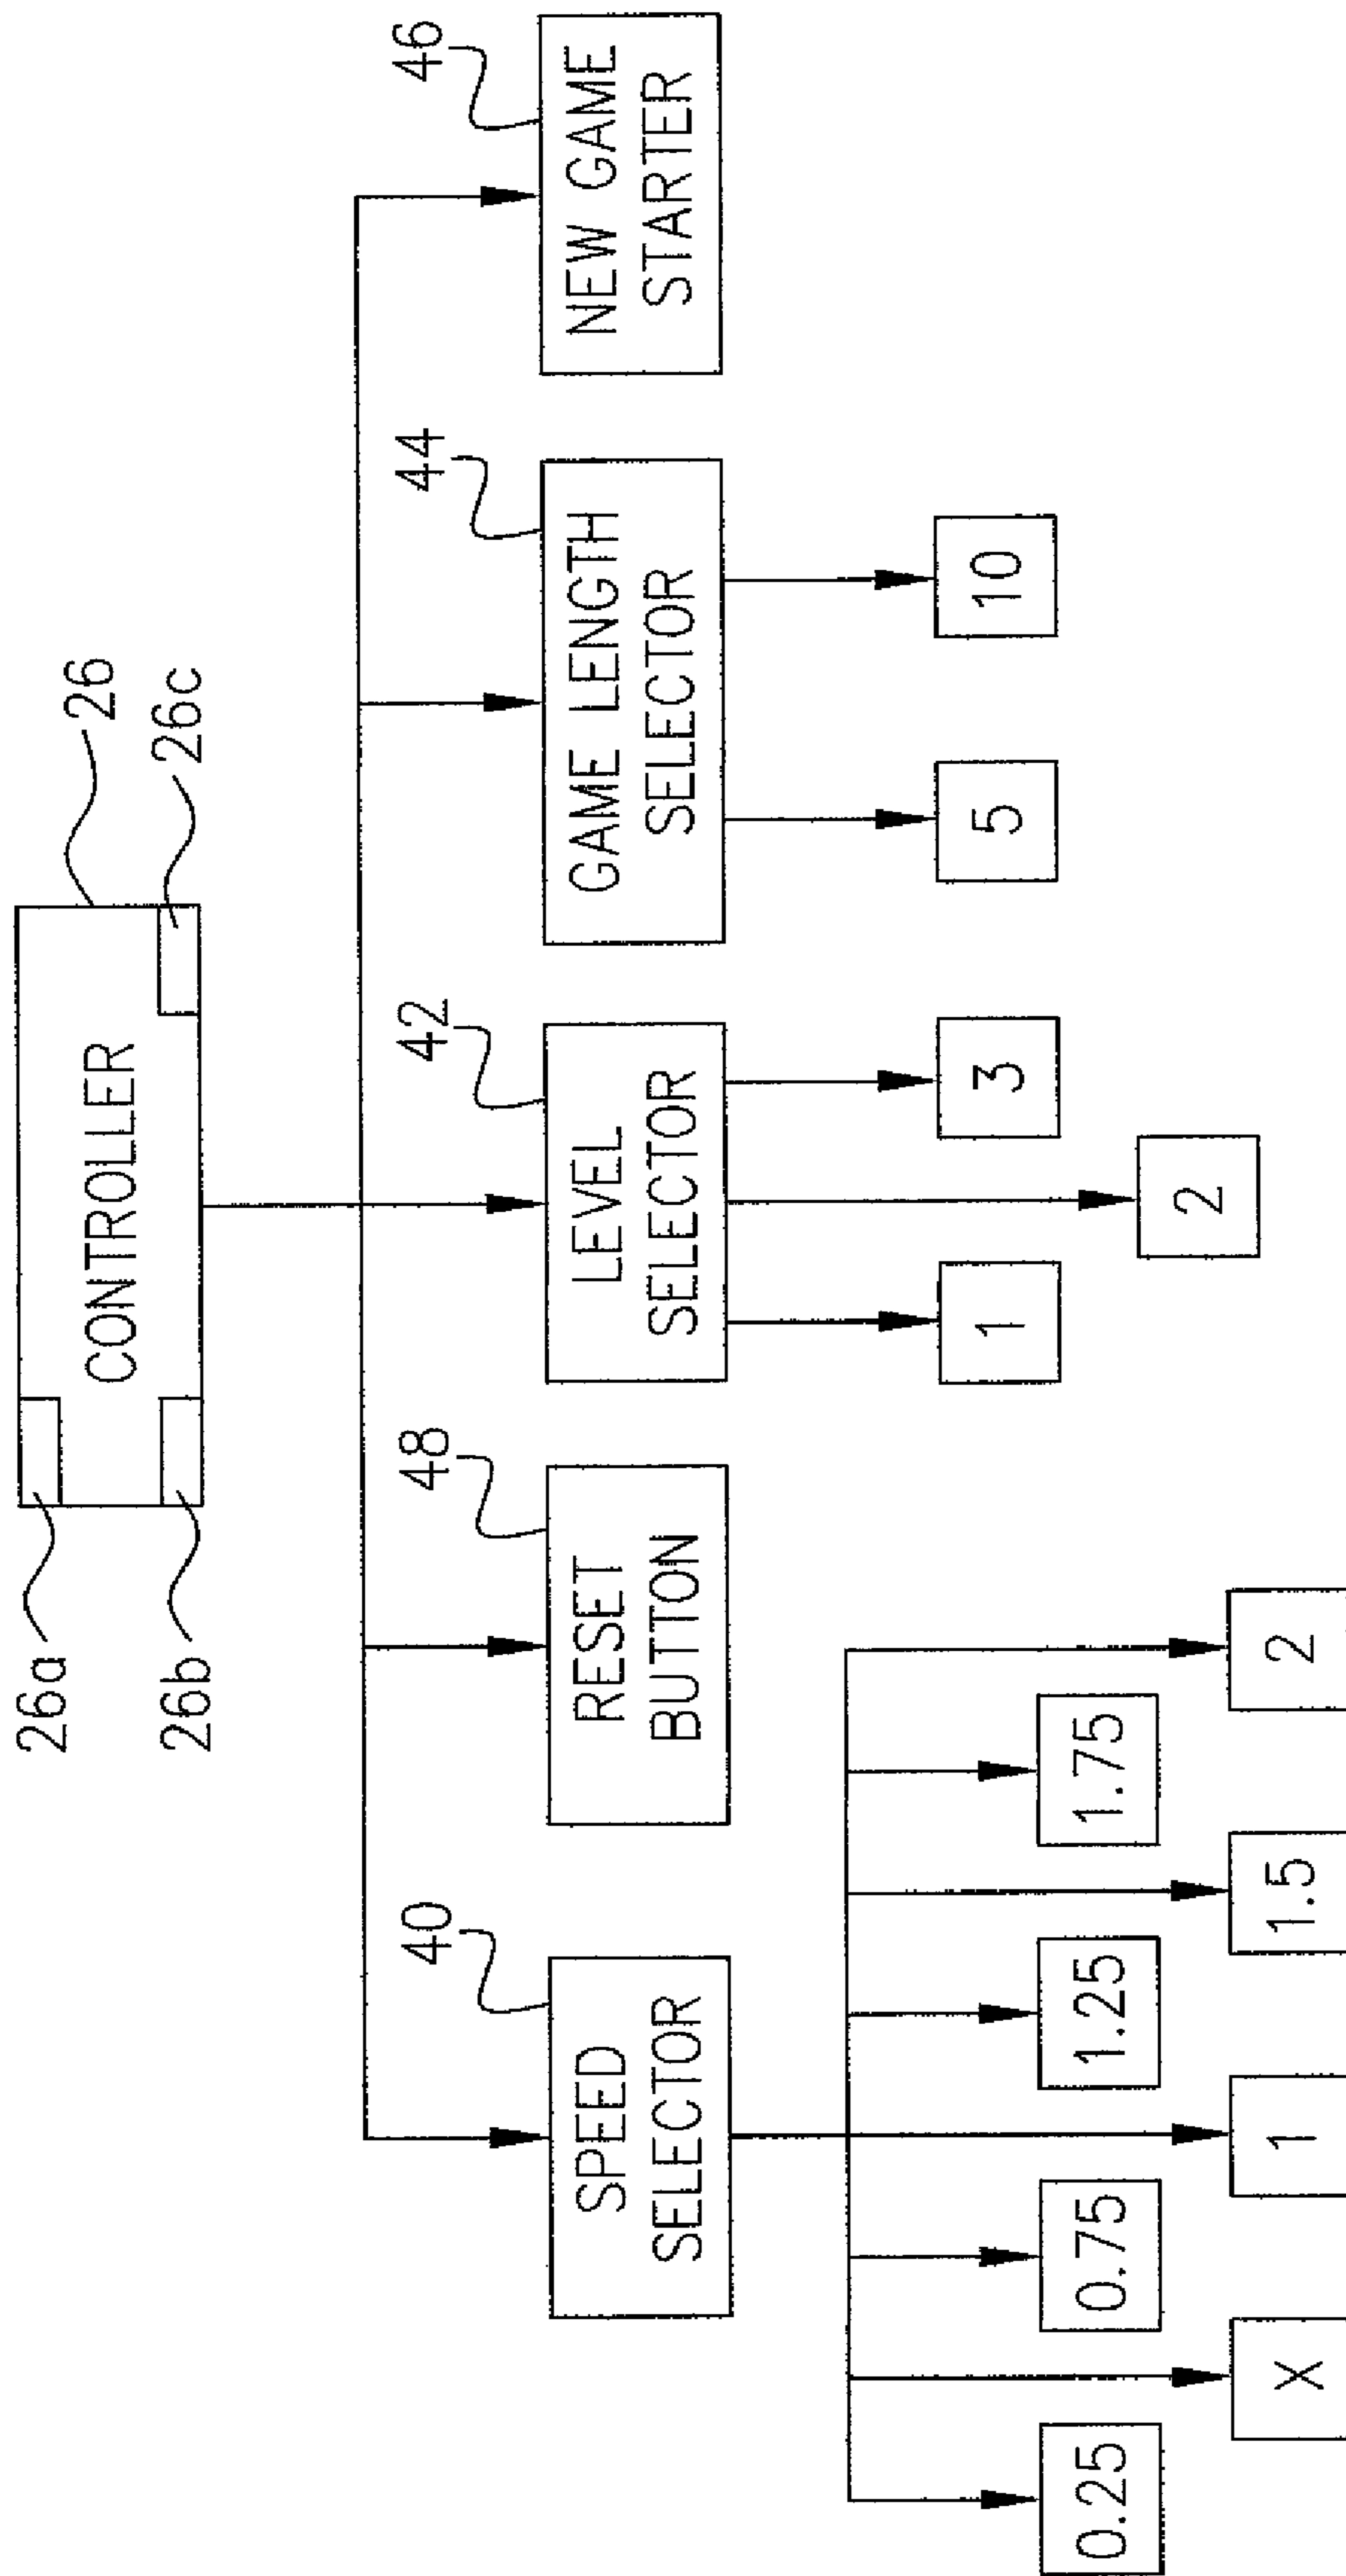 26
26a
CONTROLLER
26b
26c
40
48
42
44
46
SPEED
SELECTOR
RESET
BUTTON
LEVEL
SELECTOR
GAME LENGTH
SELECTOR
NEW GAME
STARTER
0.25
X
0.75
1
1.25
1.5
1.75
2
1
2
3
5
10